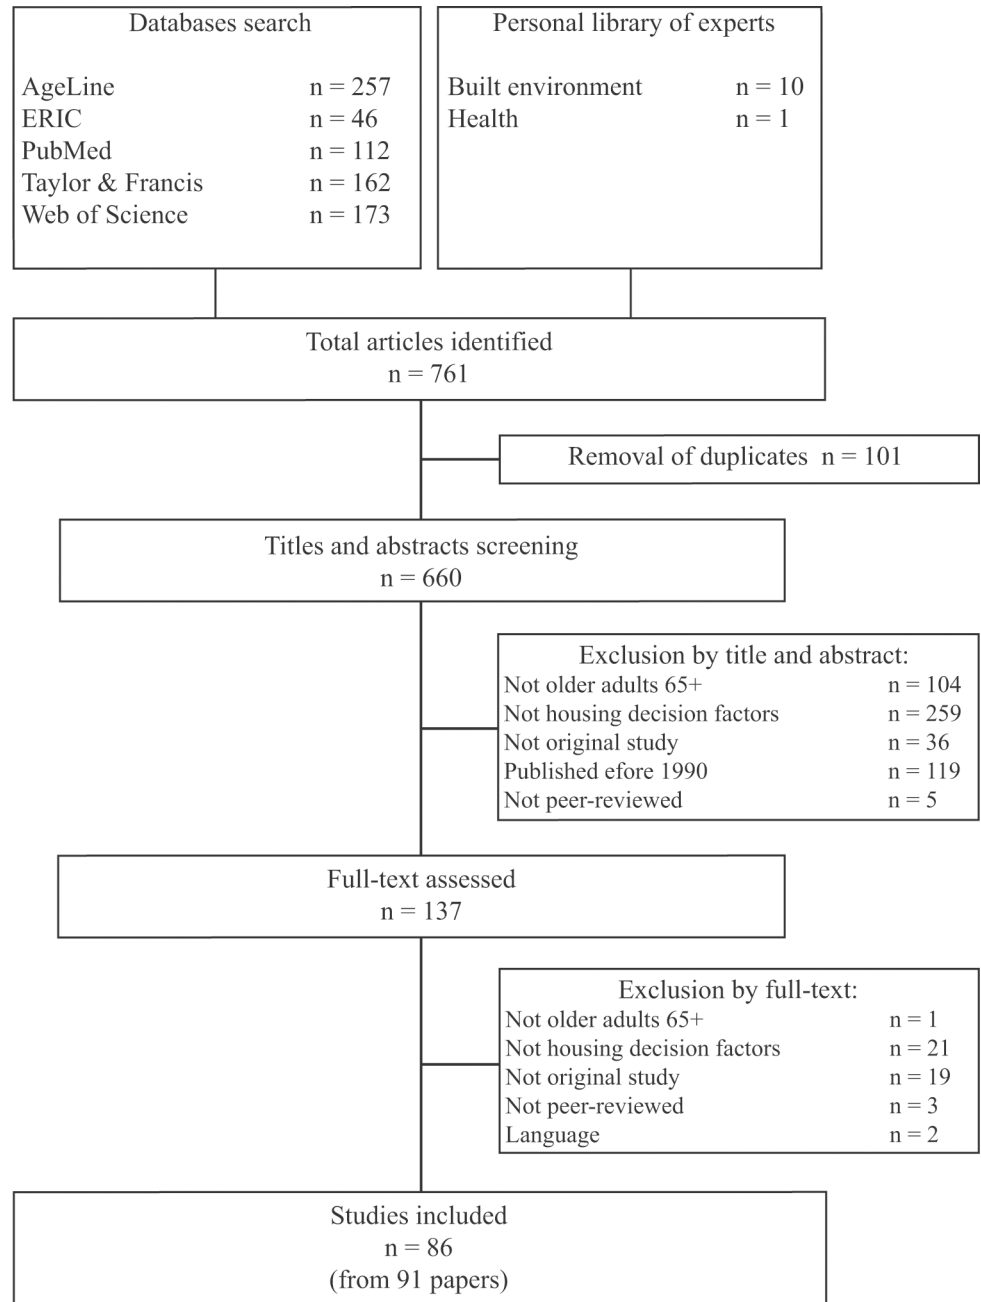 Databases search
AgeLine n = 257
ERIC n = 46
PubMed n = 112
Taylor & Francis n = 162
Web of Science n = 173
Personal library of experts
Built environment n = 10
Health n = 1
Total articles identified
n = 761
Removal of duplicates n = 101
Titles and abstracts screening
n = 660
Exclusion by title and abstract:
Not older adults 65+ n = 104
Not housing decision factors n = 259
Not original study n = 36
Published efore 1990 n = 119
Not peer-reviewed n = 5
Full-text assessed
n = 137
Exclusion by full-text:
Not older adults 65+ n = 1
Not housing decision factors n = 21
Not original study n = 19
Not peer-reviewed n = 3
Language n = 2
Studies included
n = 86
(from 91 papers)